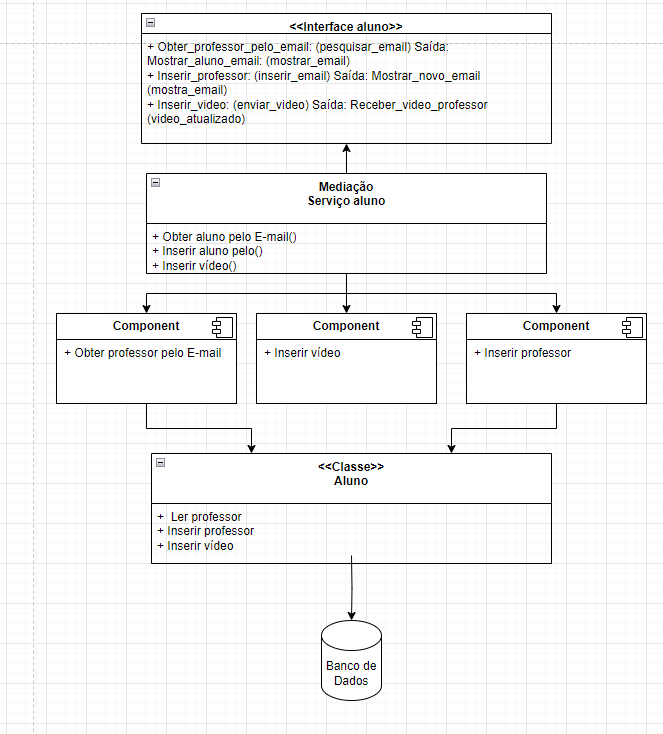 <<Interface aluno>>
+ Obter_professor_pelo_email: (pesquisar_email) Saída:
Mostrar_aluno_email: (mostrar_email)
+ Inserir_professor: (inserir_email) Saída: Mostrar_novo_email
(mostra_email)
+ Inserir_video: (enviar_video) Saída: Receber_video_professor
(video_atualizado)
Mediação
Serviço aluno
+ Obter aluno pelo E-mail()
+ Inserir aluno pelo()
+ Inserir vídeo()
Component
+ Obter professor pelo E-mail
Component
+ Inserir vídeo
Component
+ Inserir professor
<<Classe>>
Aluno
+ Ler professor
+ Inserir professor
+ Inserir vídeo
Banco de
Dados